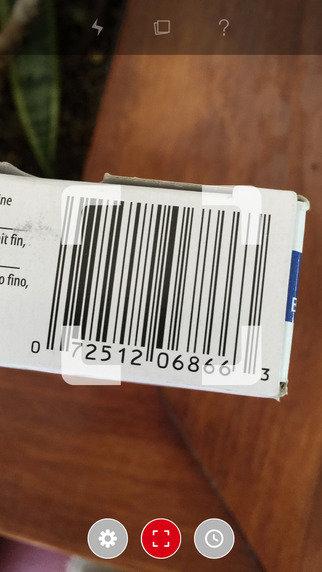 ine
it fin,
o fino,
0 72512 06866 3